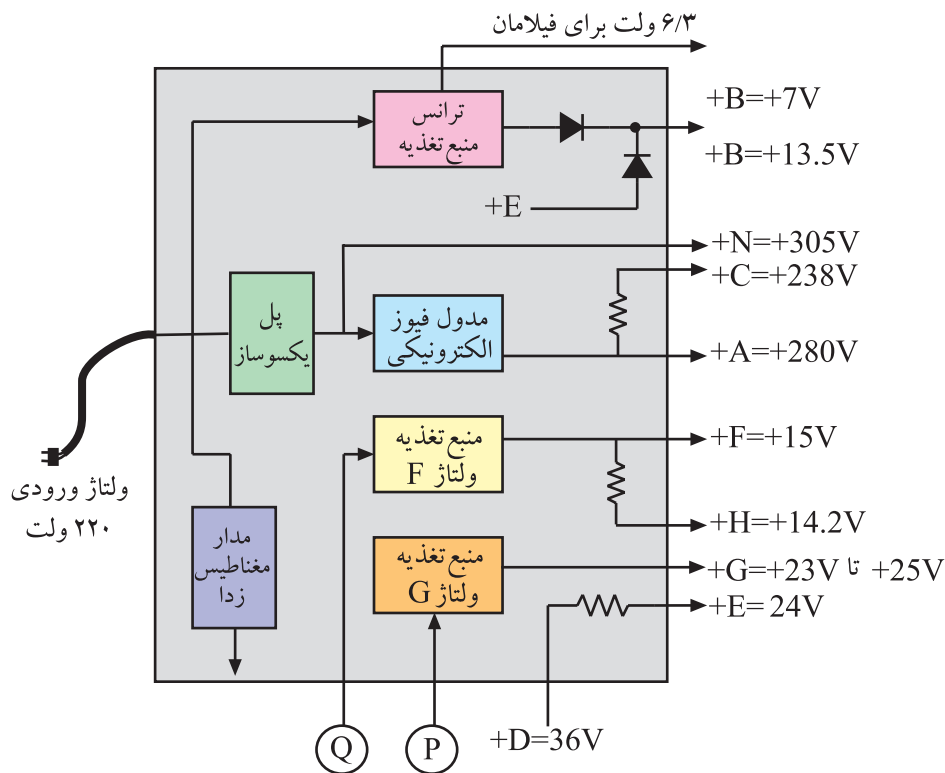 ۶/۳ ولت برای فیلامان
ترانس
منبع تغذیه
+B=+7V
+B=+13.5V
+E
+N=+305V
+C=+238V
پل
یکسوساز
مدول فیوز
الکترونیکی
+A=+280V
منبع تغذیه
ولتاژ F
+F=+15V
ولتاژ ورودی
۲۲۰ ولت
+H=+14.2V
مدار
مغناطیس
زدا
منبع تغذیه
ولتاژ G
+G=+23V تا +25V
+E=24V
Q
P
+D=36V